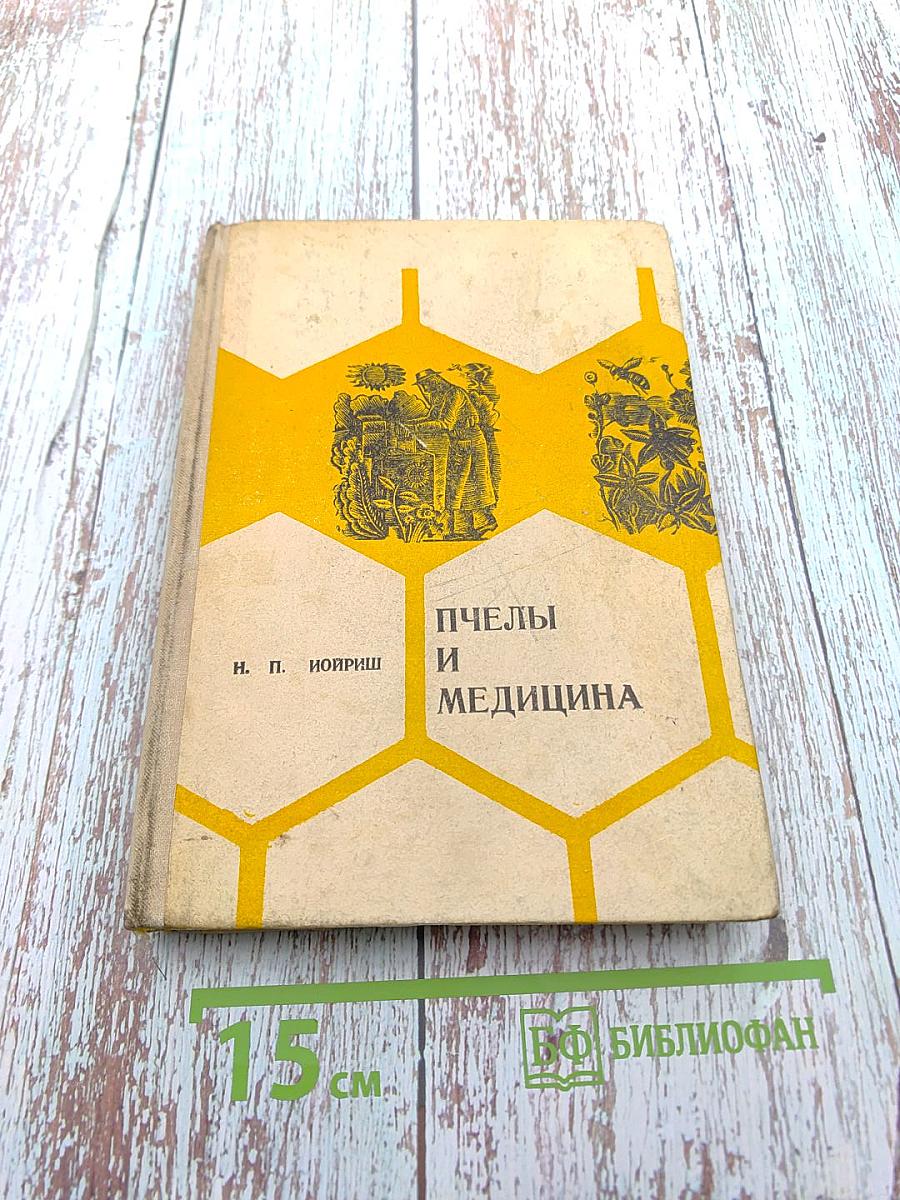 Н. П. ИОЙРИШ
ПЧЕЛЫ
И
МЕДИЦИНА
15 см
БФ БИБЛИОФАН